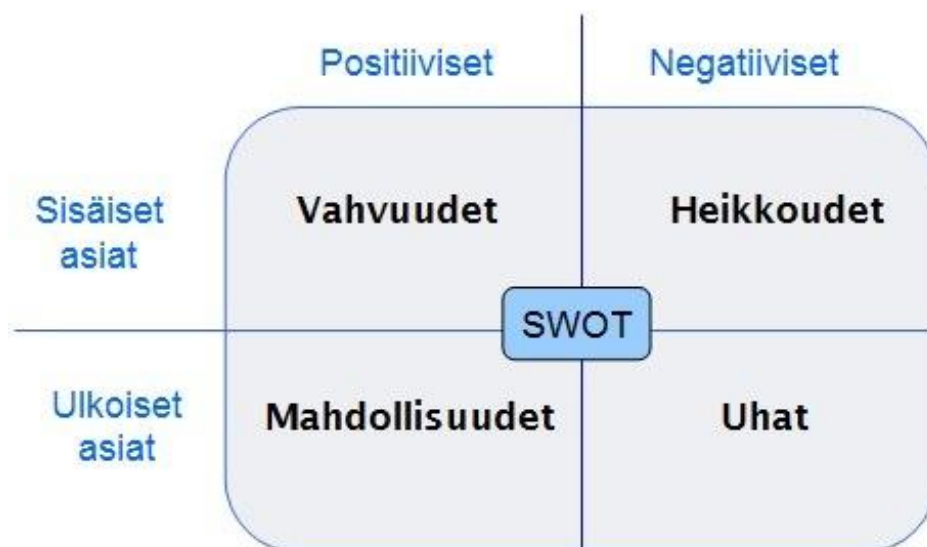 Positiiviset
Negatiiviset
Sisäiset
asiat
Vahvuudet
Heikkoudet
SWOT
Ulkoiset
asiat
Mahdollisuudet
Uhat